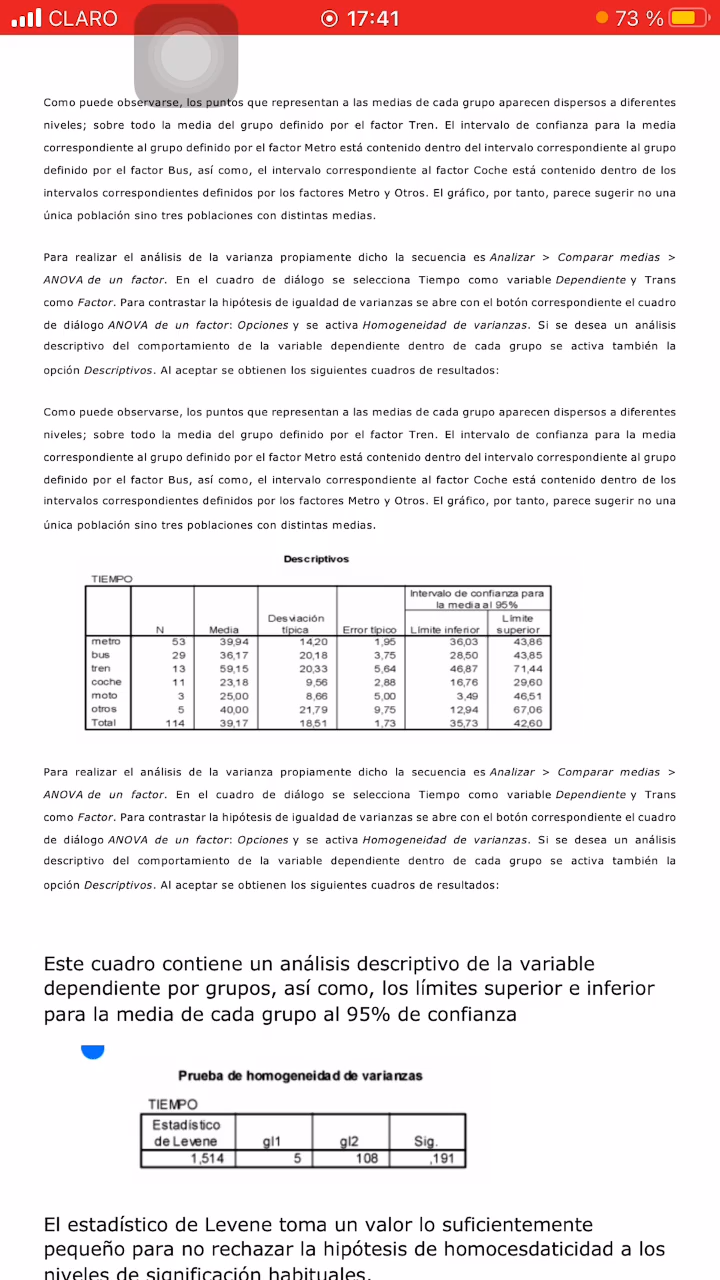 CLARO 17:41 73 %
Como puede observarse, los puntos que representan a las medias de cada grupo aparecen dispersos a diferentes
niveles; sobre todo la media del grupo definido por el factor Tren. El intervalo de confianza para la media
correspondiente al grupo definido por el factor Metro está contenido dentro del intervalo correspondiente al grupo
definido por el factor Bus, así como, el intervalo correspondiente al factor Coche está contenido dentro de los
intervalos correspondientes definidos por los factores Metro y Otros. El gráfico, por tanto, parece sugerir no una
única población sino tres poblaciones con distintas medias.
Para realizar el análisis de la varianza propiamente dicho la secuencia es Analizar > Comparar medias >
ANOVA de un factor. En el cuadro de diálogo se selecciona Tiempo como variable Dependiente y Trans
como Factor. Para contrastar la hipótesis de igualdad de varianzas se abre con el botón correspondiente el cuadro
de diálogo ANOVA de un factor: Opciones y se activa Homogeneidad de varianzas. Si se desea un análisis
descriptivo del comportamiento de la variable dependiente dentro de cada grupo se activa también la
opción Descriptivos. Al aceptar se obtienen los siguientes cuadros de resultados:
Como puede observarse, los puntos que representan a las medias de cada grupo aparecen dispersos a diferentes
niveles; sobre todo la media del grupo definido por el factor Tren. El intervalo de confianza para la media
correspondiente al grupo definido por el factor Metro está contenido dentro del intervalo correspondiente al grupo
definido por el factor Bus, así como, el intervalo correspondiente al factor Coche está contenido dentro de los
intervalos correspondientes definidos por los factores Metro y Otros. El gráfico, por tanto, parece sugerir no una
única población sino tres poblaciones con distintas medias.
Descriptivos
TIEMPO
Intervalo de confianza para
la media al 95%
Desviación Límite
N Media típica Error típico Límite inferior superior
metro 53 39,94 14,20 1,95 36,03 43,86
bus 29 36,17 20,18 3,75 28,50 43,85
tren 13 59,15 20,33 5,64 46,87 71,44
coche 11 23,18 9,56 2,88 16,76 29,60
moto 3 25,00 8,66 5,00 3,49 46,51
otros 5 40,00 21,79 9,75 12,94 67,06
Total 114 39,17 18,51 1,73 35,73 42,60
Para realizar el análisis de la varianza propiamente dicho la secuencia es Analizar > Comparar medias >
ANOVA de un factor. En el cuadro de diálogo se selecciona Tiempo como variable Dependiente y Trans
como Factor. Para contrastar la hipótesis de igualdad de varianzas se abre con el botón correspondiente el cuadro
de diálogo ANOVA de un factor: Opciones y se activa Homogeneidad de varianzas. Si se desea un análisis
descriptivo del comportamiento de la variable dependiente dentro de cada grupo se activa también la
opción Descriptivos. Al aceptar se obtienen los siguientes cuadros de resultados:
Este cuadro contiene un análisis descriptivo de la variable
dependiente por grupos, así como, los límites superior e inferior
para la media de cada grupo al 95% de confianza
Prueba de homogeneidad de varianzas
TIEMPO
Estadístico
de Levene gl1 gl2 Sig.
1,514 5 108 ,191
El estadístico de Levene toma un valor lo suficientemente
pequeño para no rechazar la hipótesis de homocesdaticidad a los
niveles de significación habituales.